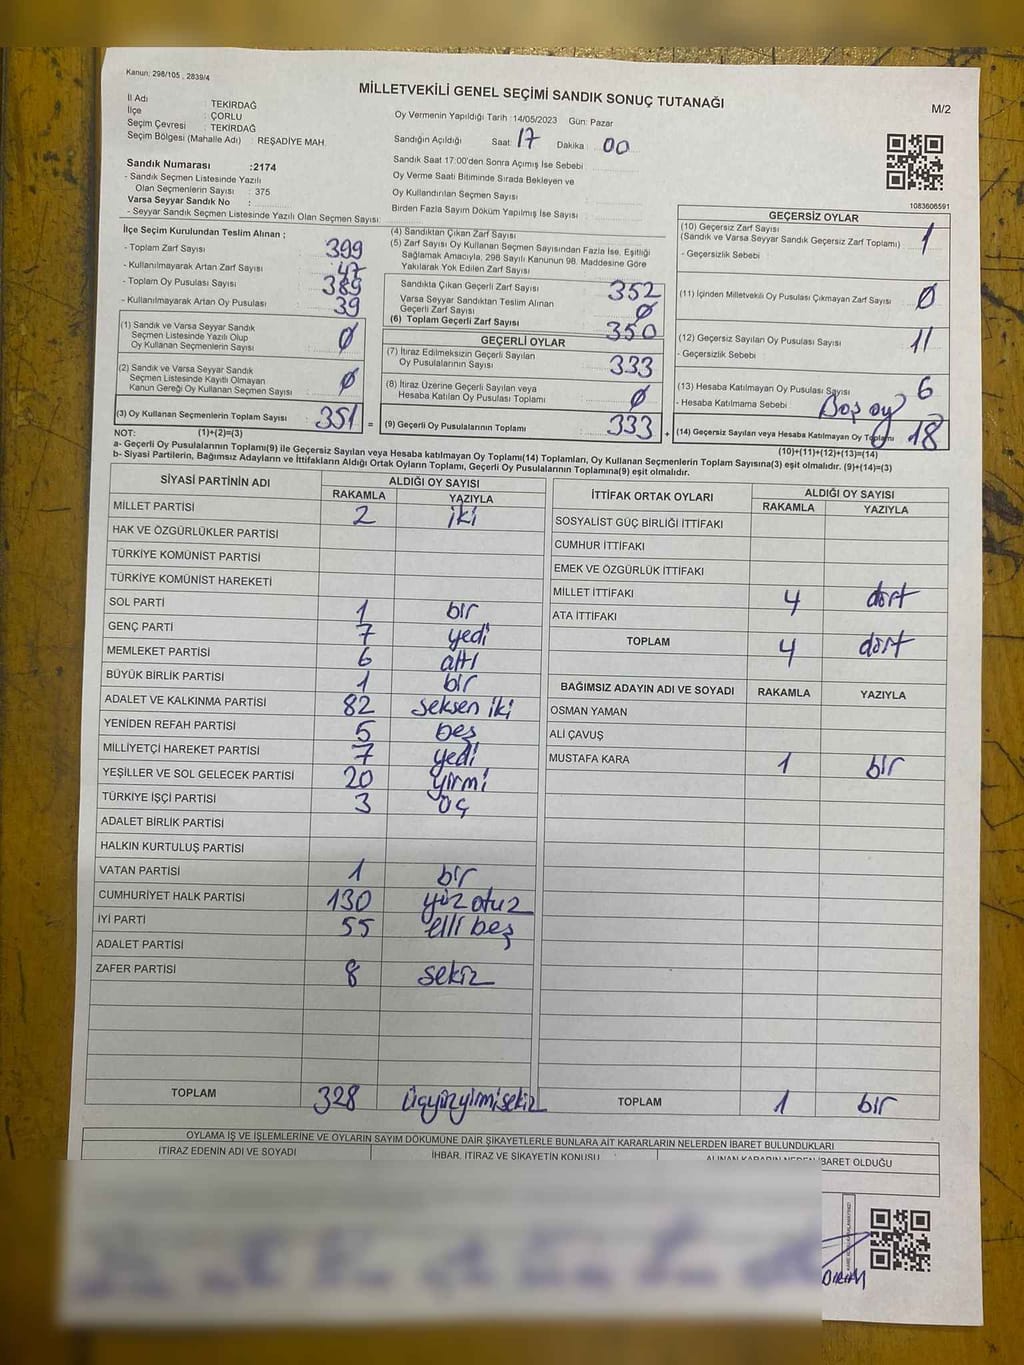 Kanun: 298/105 , 2839/4
MİLLETVEKİLİ GENEL SEÇİMİ SANDIK SONUÇ TUTANAĞI
M/2
İl Adı : TEKİRDAĞ
İlçe : ÇORLU
Seçim Çevresi : TEKİRDAĞ
Seçim Bölgesi (Mahalle Adı) : REŞADİYE MAH.
Oy Vermenin Yapıldığı Tarih :14/05/2023 Gün: Pazar
Sandığın Açıldığı Saat: 17 Dakika : 00
Sandık Numarası :2174
- Sandık Seçmen Listesinde Yazılı
Olan Seçmenlerin Sayısı : 375
Varsa Seyyar Sandık No :
- Seyyar Sandık Seçmen Listesinde Yazılı Olan Seçmen Sayısı:
Sandık Saat 17:00'den Sonra Açımış İse Sebebi
Oy Verme Saati Bitiminde Sırada Bekleyen ve
Oy Kullandırılan Seçmen Sayısı
Birden Fazla Sayım Döküm Yapılmış İse Sayısı
1083606591
İlçe Seçim Kurulundan Teslim Alınan ;
- Toplam Zarf Sayısı : 399
- Kullanılmayarak Artan Zarf Sayısı : 47
- Toplam Oy Pusulası Sayısı : 389
- Kullanılmayarak Artan Oy Pusulası : 39
(1) Sandık ve Varsa Seyyar Sandık
Seçmen Listesinde Yazılı Olup
Oy Kullanan Seçmenlerin Sayısı : 0
(2) Sandık ve Varsa Seyyar Sandık
Seçmen Listesinde Kayıtlı Olmayan
Kanun Gereği Oy Kullanan Seçmen Sayısı : 0
(3) Oy Kullanan Seçmenlerin Toplam Sayısı : 351 =
(4) Sandıktan Çıkan Zarf Sayısı
(5) Zarf Sayısı Oy Kullanan Seçmen Sayısından Fazla İse, Eşitliği
Sağlamak Amacıyla, 298 Sayılı Kanunun 98. Maddesine Göre
Yakılarak Yok Edilen Zarf Sayısı
Sandıkta Çıkan Geçerli Zarf Sayısı 352
Varsa Seyyar Sandıktan Teslim Alınan
Geçerli Zarf Sayısı 0
(6) Toplam Geçerli Zarf Sayısı 350
GEÇERLİ OYLAR
(7) İtiraz Edilmeksizin Geçerli Sayılan
Oy Pusulalarının Sayısı : 333
(8) İtiraz Üzerine Geçerli Sayılan veya
Hesaba Katılan Oy Pusulası Toplamı : 0
(9) Geçerli Oy Pusulalarının Toplamı : 333 +
GEÇERSİZ OYLAR
(10) Geçersiz Zarf Sayısı
(Sandık ve Varsa Seyyar Sandık Geçersiz Zarf Toplamı) : 1
- Geçersizlik Sebebi :
(11) İçinden Milletvekili Oy Pusulası Çıkmayan Zarf Sayısı : 0
(12) Geçersiz Sayılan Oy Pusulası Sayısı : 11
- Geçersizlik Sebebi :
(13) Hesaba Katılmayan Oy Pusulası Sayısı 6
- Hesaba Katılmama Sebebi : Boş oy
(14) Geçersiz Sayılan veya Hesaba Katılmayan Oy Toplamı 18
NOT: (1)+(2)=(3)
(10)+(11)+(12)+(13)=(14)
a- Geçerli Oy Pusulalarının Toplamı(9) ile Geçersiz Sayılan veya Hesaba katılmayan Oy Toplamı(14) Toplamları, Oy Kullanan Seçmenlerin Toplam Sayısına(3) eşit olmalıdır. (9)+(14)=(3)
b- Siyasi Partilerin, Bağımsız Adayların ve İttifakların Aldığı Ortak Oyların Toplamı, Geçerli Oy Pusulalarının Toplamına(9) eşit olmalıdır.
SİYASİ PARTİNİN ADI ALDIĞI OY SAYISI
RAKAMLA YAZIYLA
MİLLET PARTİSİ 2 iki
HAK VE ÖZGÜRLÜKLER PARTİSİ
TÜRKİYE KOMÜNİST PARTİSİ
TÜRKİYE KOMÜNİST HAREKETİ
SOL PARTİ 1 bir
GENÇ PARTİ 7 yedi
MEMLEKET PARTİSİ 6 altı
BÜYÜK BİRLİK PARTİSİ 1 bir
ADALET VE KALKINMA PARTİSİ 82 seksen iki
YENİDEN REFAH PARTİSİ 5 beş
MİLLİYETÇİ HAREKET PARTİSİ 7 yedi
YEŞİLLER VE SOL GELECEK PARTİSİ 20 yirmi
TÜRKİYE İŞÇİ PARTİSİ 3 üç
ADALET BİRLİK PARTİSİ
HALKIN KURTULUŞ PARTİSİ
VATAN PARTİSİ 1 bir
CUMHURİYET HALK PARTİSİ 130 yüz otuz
İYİ PARTİ 55 elli beş
ADALET PARTİSİ
ZAFER PARTİSİ 8 sekiz
TOPLAM 328 üçyüzyirmisekiz
İTTİFAK ORTAK OYLARI ALDIĞI OY SAYISI
RAKAMLA YAZIYLA
SOSYALİST GÜÇ BİRLİĞİ İTTİFAKI
CUMHUR İTTİFAKI
EMEK VE ÖZGÜRLÜK İTTİFAKI
MİLLET İTTİFAKI 4 dört
ATA İTTİFAKI
TOPLAM 4 dört
BAĞIMSIZ ADAYIN ADI VE SOYADI RAKAMLA YAZIYLA
OSMAN YAMAN
ALİ ÇAVUŞ
MUSTAFA KARA 1 bir
TOPLAM 1 bir
OYLAMA İŞ VE İŞLEMLERİNE VE OYLARIN SAYIM DÖKÜMÜNE DAİR ŞİKAYETLERLE BUNLARA AİT KARARLARIN NELERDEN İBARET BULUNDUKLARI
İTİRAZ EDENİN ADI VE SOYADI İHBAR, İTİRAZ VE ŞİKAYETİN KONUSU ALINAN KARARIN NEDEN İBARET OLDUĞU